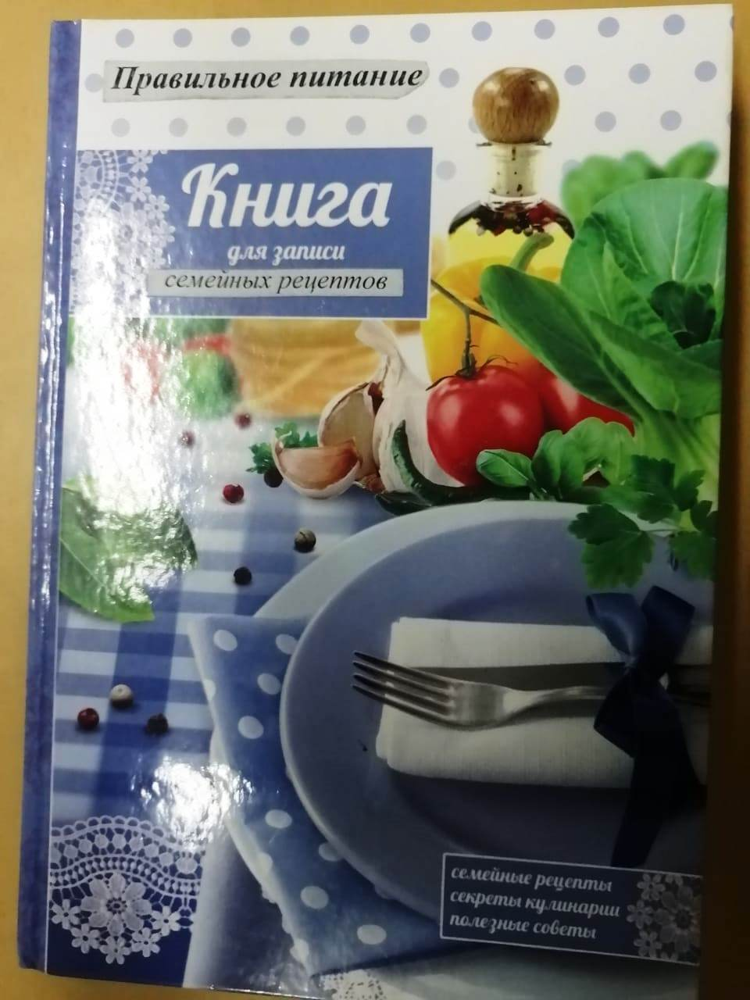 Правильное питание
Книга
для записи
семейных рецептов
семейные рецепты
секреты кулинарии
полезные советы